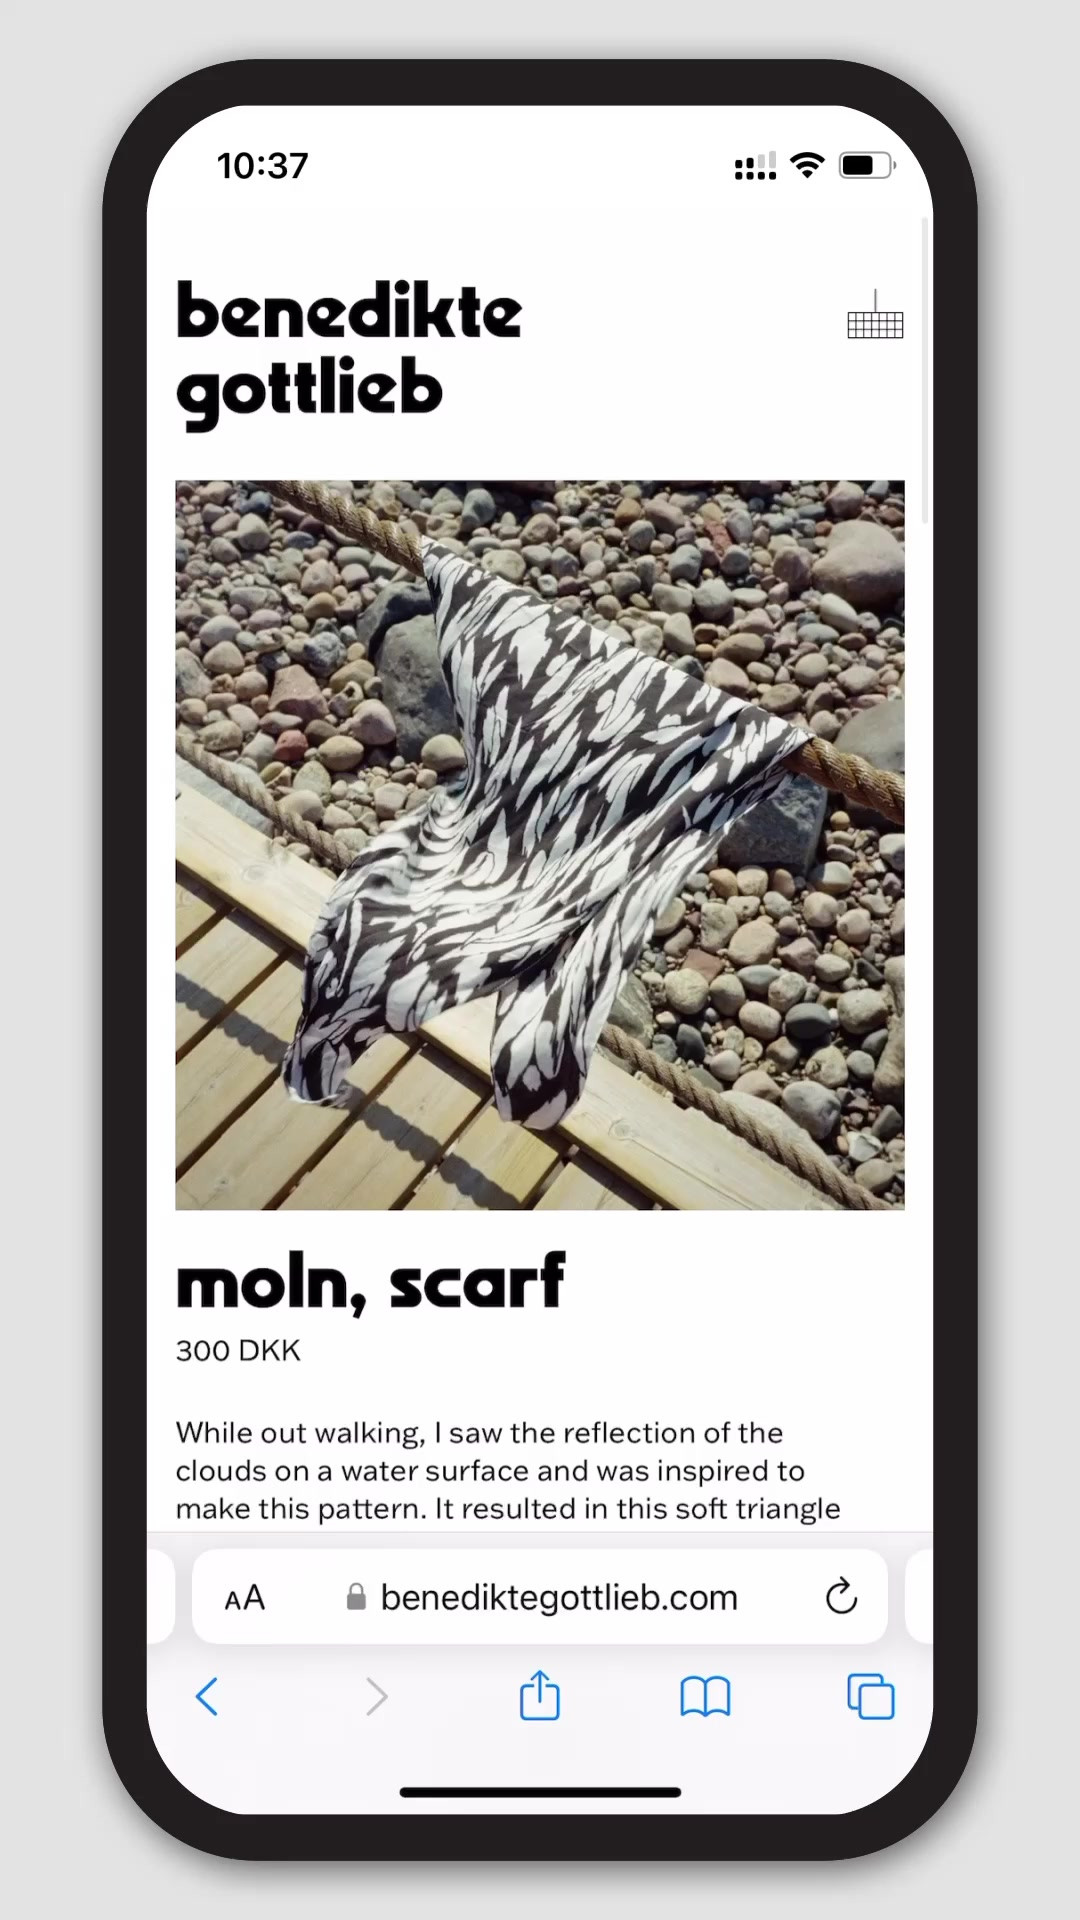 10:37
benedikte
gottlieb
moln, scarf
300 DKK
While out walking, I saw the reflection of the
clouds on a water surface and was inspired to
make this pattern. It resulted in this soft triangle
AA
benediktegottlieb.com